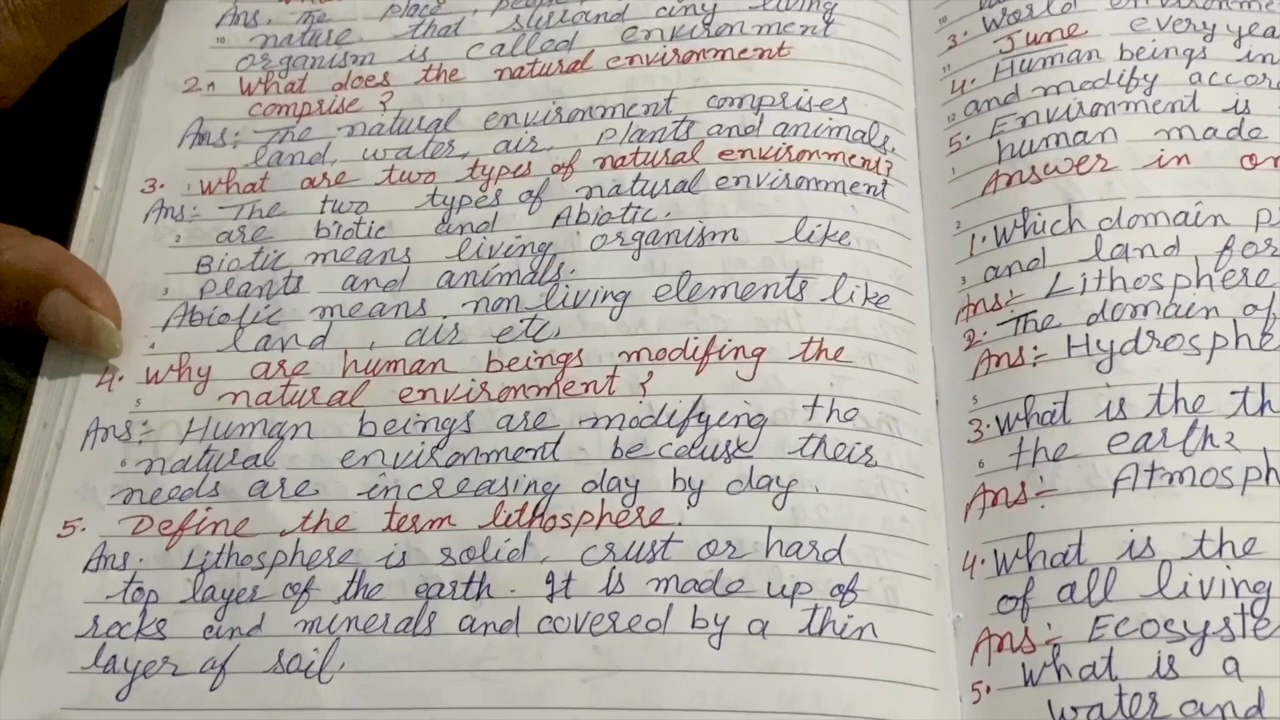 Ans. The place, people
nature that surround any living
organism is called environment
2. What does the natural environment
comprise ?
Ans: The natural environment comprises
land, water, air, plants and animals.
3. What are two types of natural environment?
Ans:- The two types of natural environment
are biotic and Abiotic.
Biotic means living organism like
plants and animals.
Abiotic means non living elements like
land, air etc.
4. Why are human beings modifing the
natural environment ?
Ans:- Human beings are modifying the
natural environment because their
needs are increasing day by day.
5. Define the term lithosphere.
Ans. Lithosphere is solid crust or hard
top layer of the earth. It is made up of
rocks and minerals and covered by a thin
layer of soil.
3. World
June every
4. Human beings in
and modify
5. Environment is
human made
Answer in
1. Which domain
and land for
Ans:- Lithosphere
2. The domain of
Ans:-
3. What is the
the earth?
Ans:-
4. What is the
of all living
Ans:-
5. What is a
water and